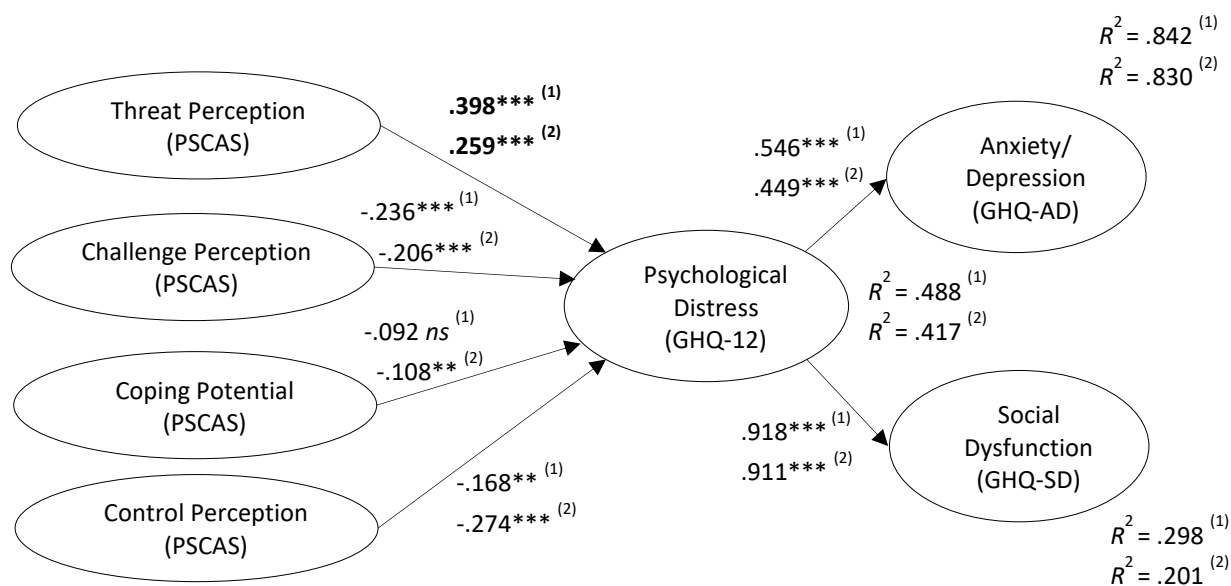 R² = .842 (1)
R² = .830 (2)
Threat Perception
(PSCAS)
.398*** (1)
.259*** (2)
.546*** (1)
.449*** (2)
Anxiety/
Depression
(GHQ-AD)
-.236*** (1)
-.206*** (2)
Challenge Perception
(PSCAS)
Psychological
Distress
(GHQ-12)
R² = .488 (1)
R² = .417 (2)
-.092 ns (1)
-.108** (2)
Coping Potential
(PSCAS)
.918*** (1)
.911*** (2)
Social
Dysfunction
(GHQ-SD)
-.168** (1)
-.274*** (2)
Control Perception
(PSCAS)
R² = .298 (1)
R² = .201 (2)